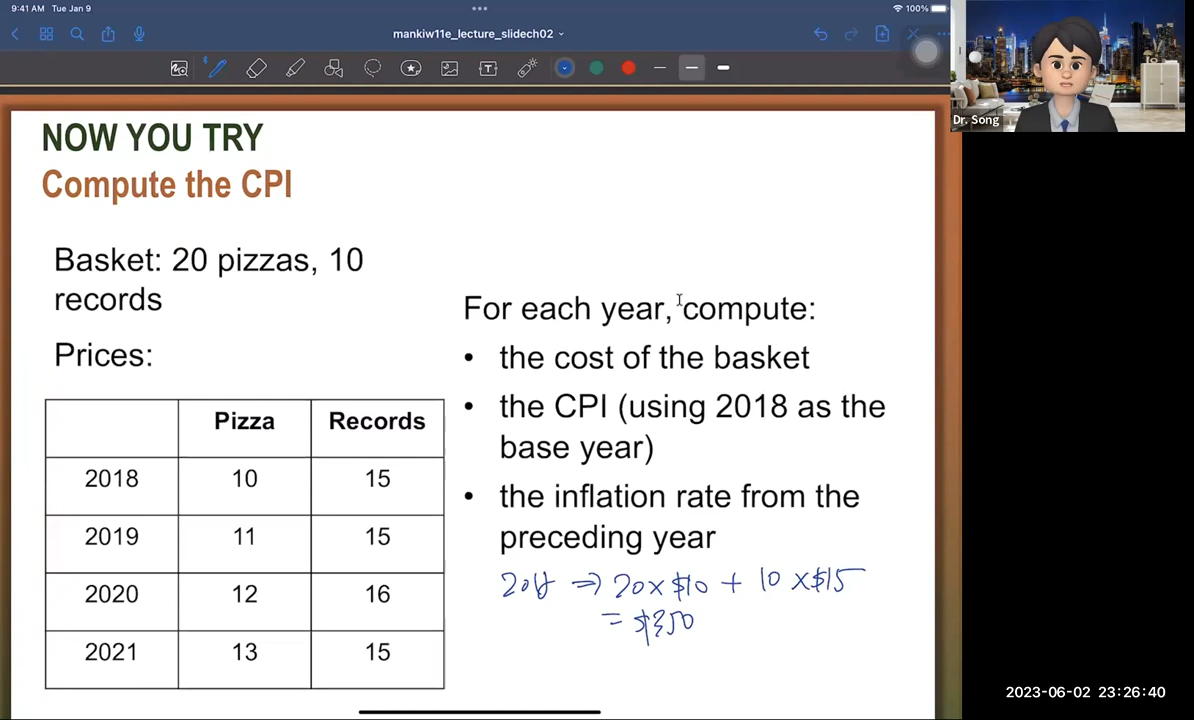 9:41 AM Tue Jan 9
100%
mankiw11e_lecture_slidech02
Dr. Song
NOW YOU TRY
Compute the CPI
Basket: 20 pizzas, 10
records
Prices:
Pizza Records
2018 10 15
2019 11 15
2020 12 16
2021 13 15
For each year, compute:
• the cost of the basket
• the CPI (using 2018 as the
base year)
• the inflation rate from the
preceding year
2018 ⇒ 20 x $10 + 10 x $15
= $350
2023-06-02 23:26:40